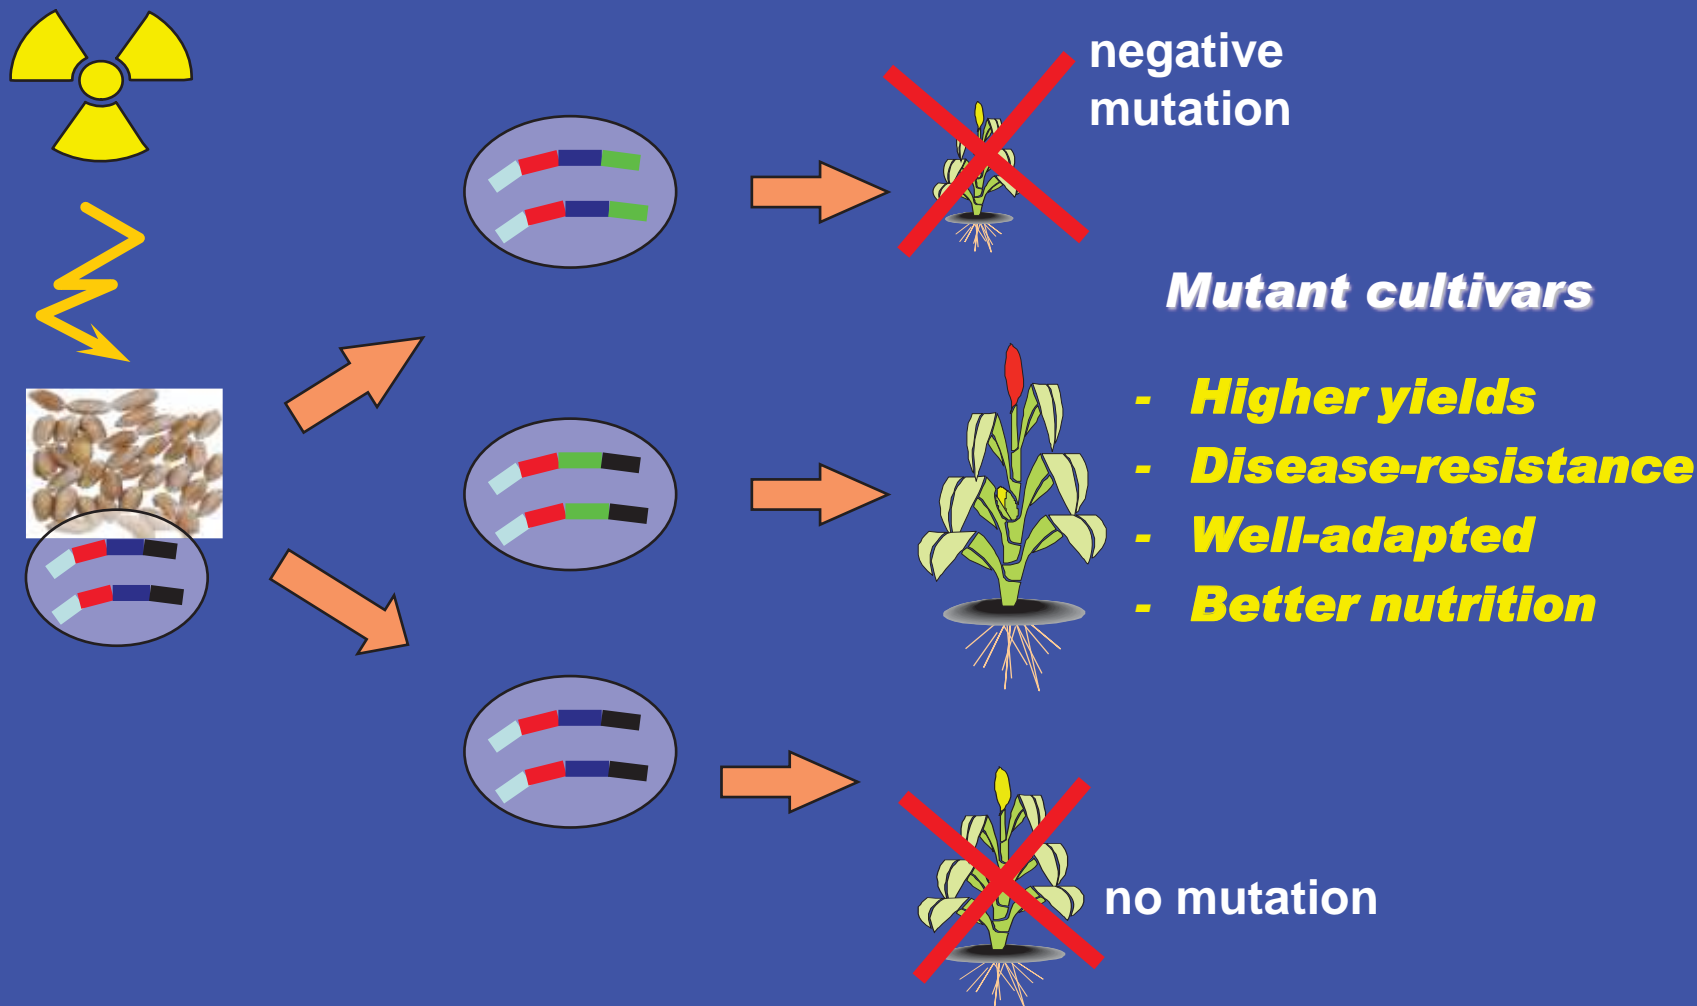 negative
mutation
Mutant cultivars
- Higher yields
- Disease-resistance
- Well-adapted
- Better nutrition
no mutation